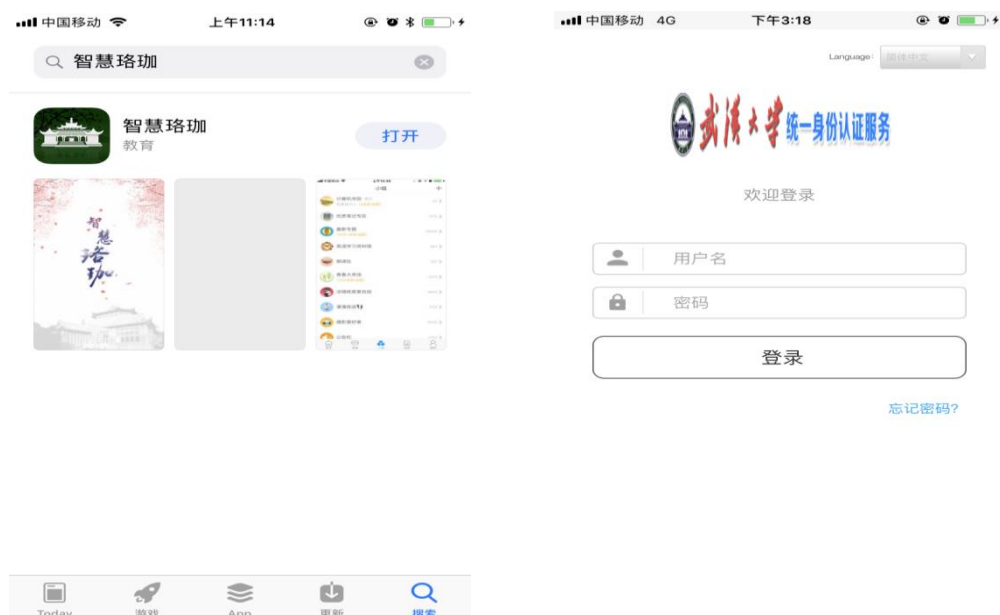 中国移动
上午11:14
智慧珞珈
智慧珞珈
教育
打开
智慧珞珈
小组
Today
游戏
App
更新
搜索
中国移动 4G
下午3:18
Language:
简体中文
武汉大学统一身份认证服务
欢迎登录
用户名
密码
登录
忘记密码?